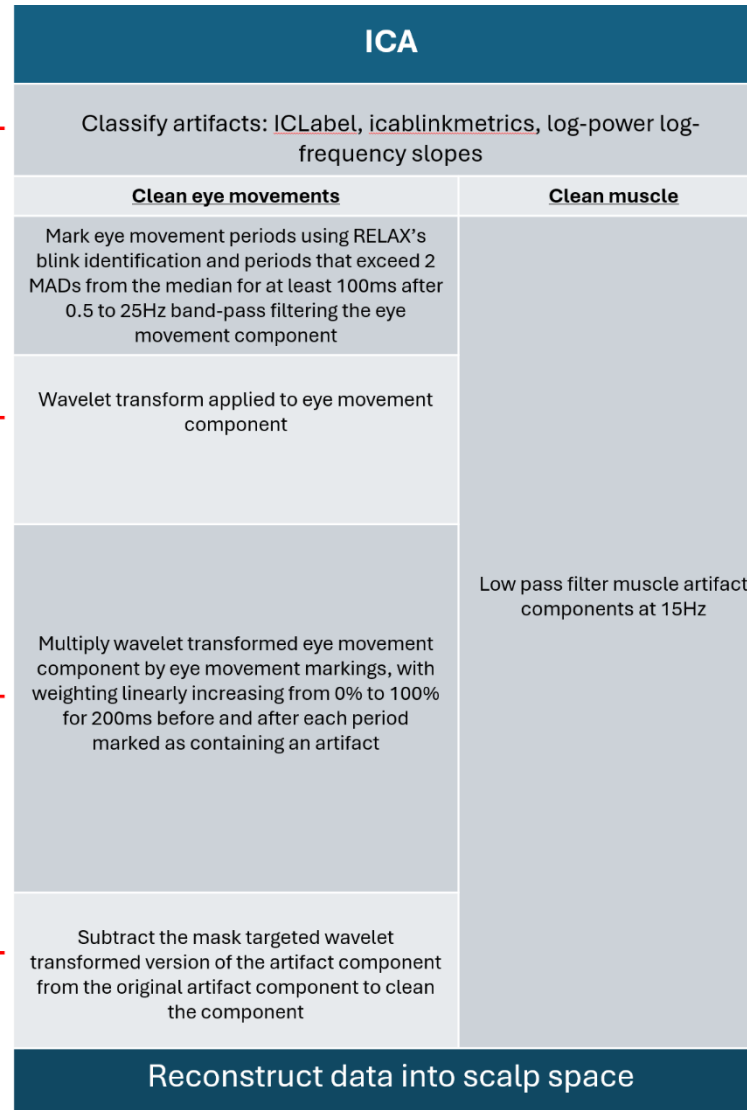 ICA
Classify artifacts: ICLabel, icablinkmetrics, log-power log-
frequency slopes
Clean eye movements
Clean muscle
Mark eye movement periods using RELAX’s
blink identification and periods that exceed 2
MADs from the median for at least 100ms after
0.5 to 25Hz band-pass filtering the eye
movement component
Wavelet transform applied to eye movement
component
Multiply wavelet transformed eye movement
component by eye movement markings, with
weighting linearly increasing from 0% to 100%
for 200ms before and after each period
marked as containing an artifact
Low pass filter muscle artifact
components at 15Hz
Subtract the mask targeted wavelet
transformed version of the artifact component
from the original artifact component to clean
the component
Reconstruct data into scalp space